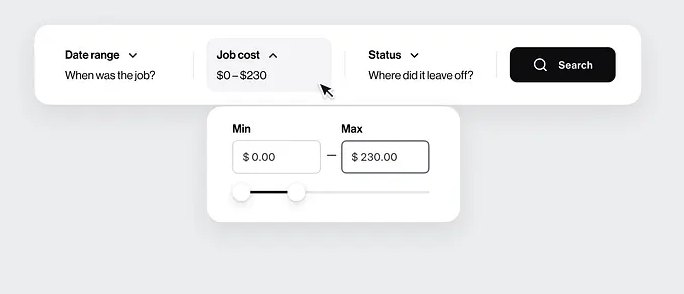 Date range
When was the job?
Job cost
$0 – $230
Status
Where did it leave off?
Search
Min
Max
$ 0.00
$ 230.00